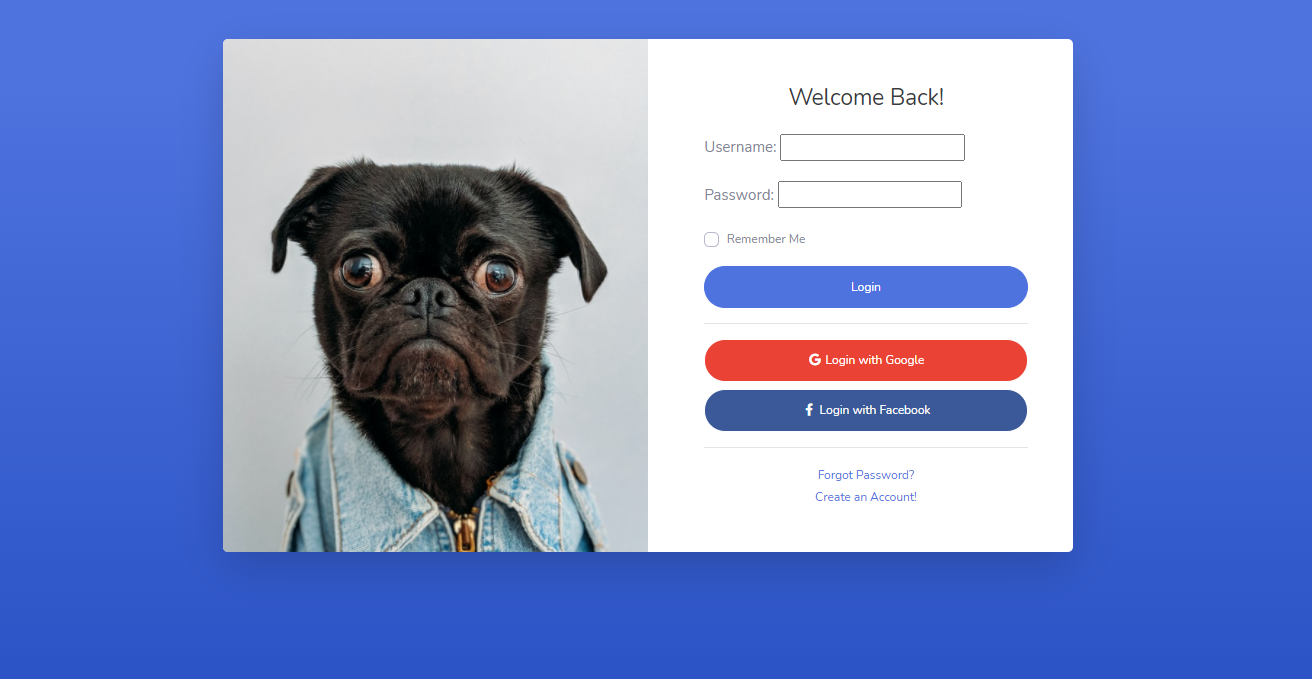 Welcome Back!
Username:
Password:
Remember Me
Login
Login with Google
Login with Facebook
Forgot Password?
Create an Account!